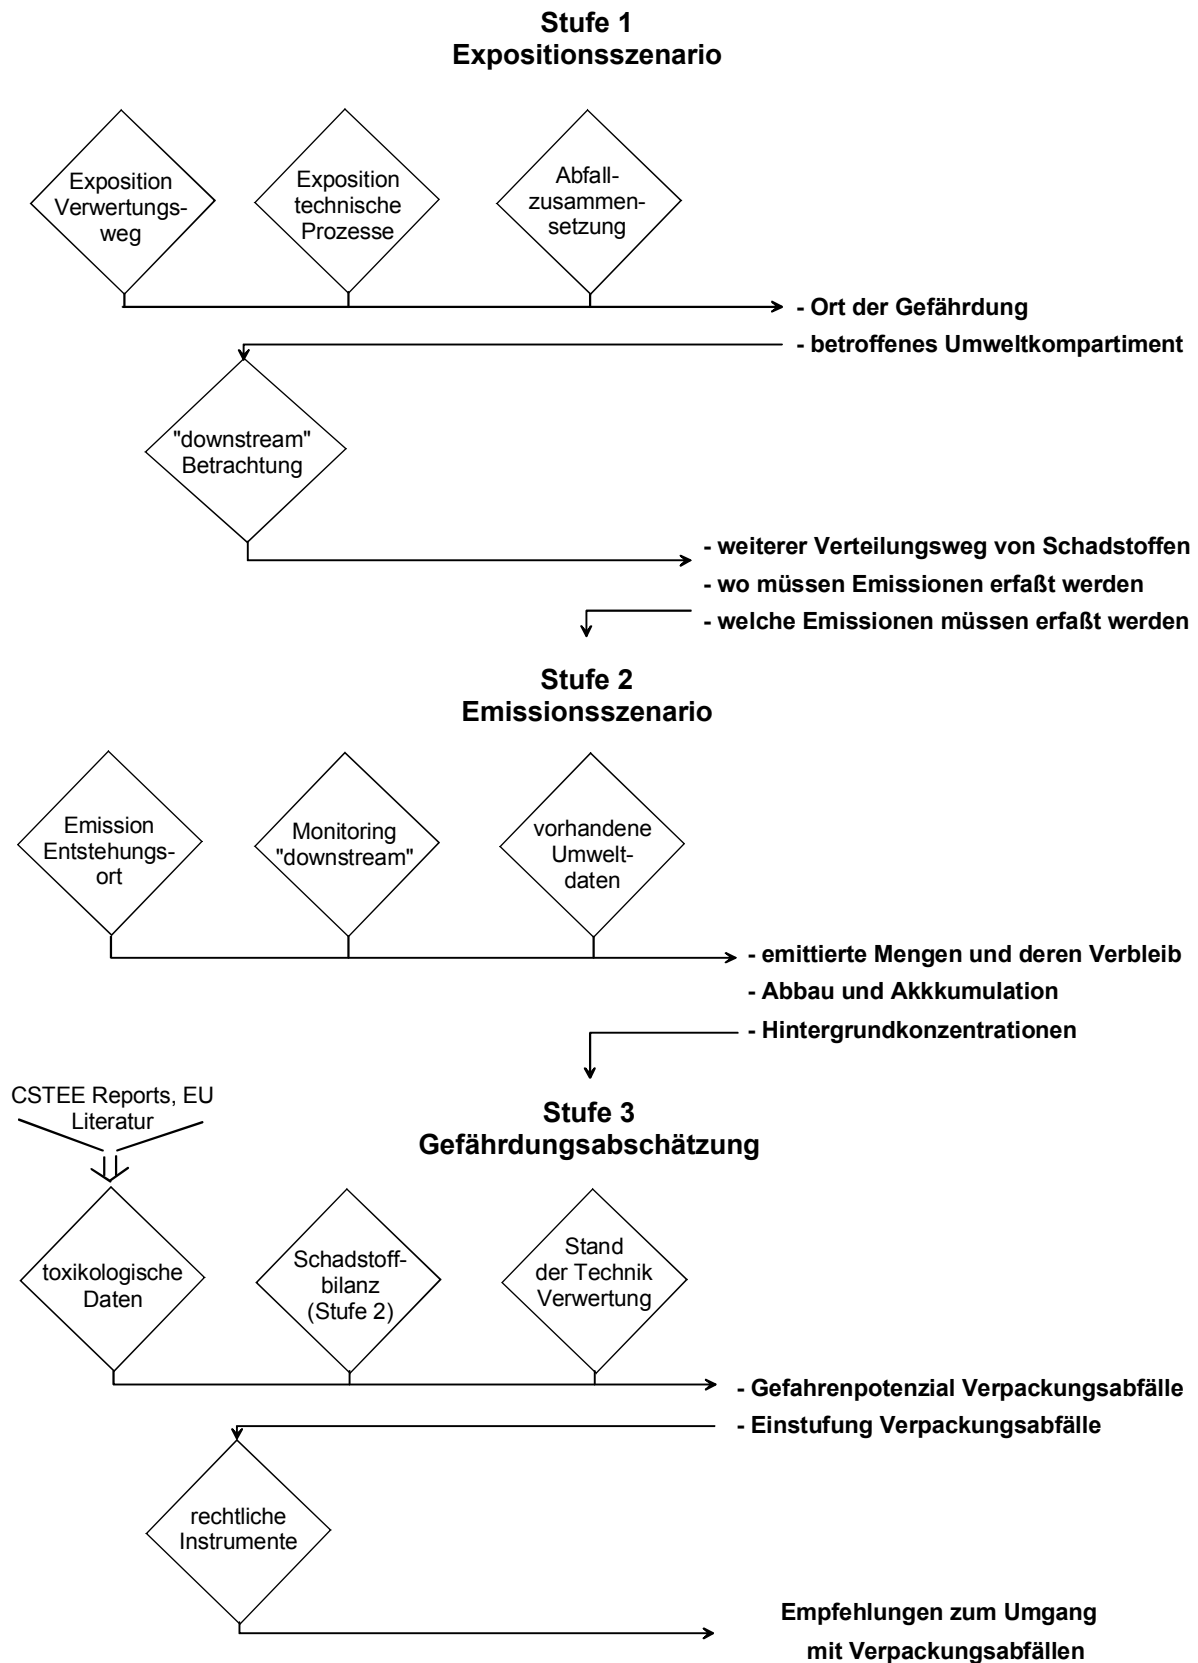 Stufe 1
Expositionsszenario
Exposition
Verwertungs-
weg
Exposition
technische
Prozesse
Abfall-
zusammen-
setzung
- Ort der Gefährdung
- betroffenes Umweltkompartiment
"downstream"
Betrachtung
- weiterer Verteilungsweg von Schadstoffen
- wo müssen Emissionen erfaßt werden
- welche Emissionen müssen erfaßt werden
Stufe 2
Emissionsszenario
Emission
Entstehungs-
ort
Monitoring
"downstream"
vorhandene
Umwelt-
daten
- emittierte Mengen und deren Verbleib
- Abbau und Akkkumulation
- Hintergrundkonzentrationen
CSTEE Reports, EU
Literatur
Stufe 3
Gefährdungsabschätzung
toxikologische
Daten
Schadstoff-
bilanz
(Stufe 2)
Stand
der Technik
Verwertung
- Gefahrenpotenzial Verpackungsabfälle
- Einstufung Verpackungsabfälle
rechtliche
Instrumente
Empfehlungen zum Umgang
mit Verpackungsabfällen